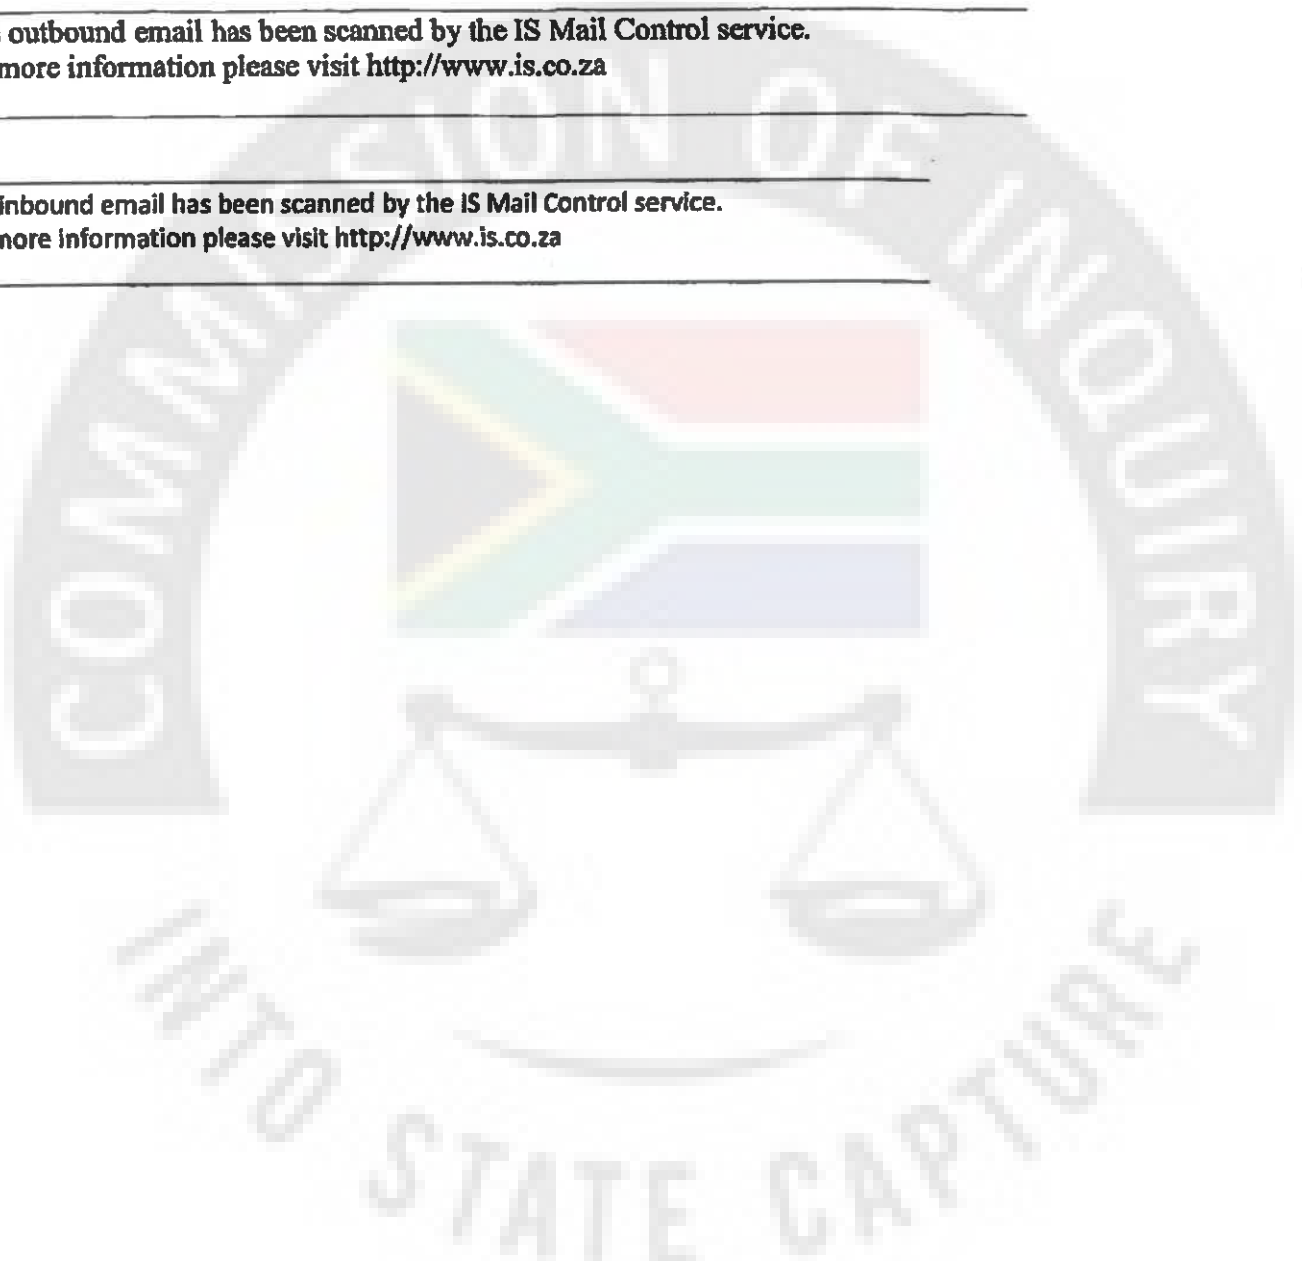 outbound email has been scanned by the IS Mail Control service.
more information please visit http://www.is.co.za
inbound email has been scanned by the IS Mail Control service.
more information please visit http://www.is.co.za
COMMISSION OF INQUIRY
INTO STATE CAPTURE